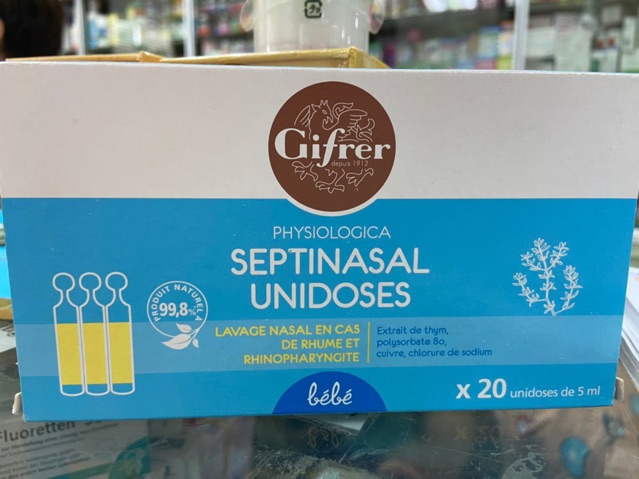 Gifrer
depuis 1912
PHYSIOLOGICA
SEPTINASAL
UNIDOSES
PRODUIT NATUREL À
99,8%
LAVAGE NASAL EN CAS
DE RHUME ET
RHINOPHARYNGITE
Extrait de thym,
polysorbate 80,
cuivre, chlorure de sodium
bébé
x 20 unidoses de 5 ml
Fluoretten